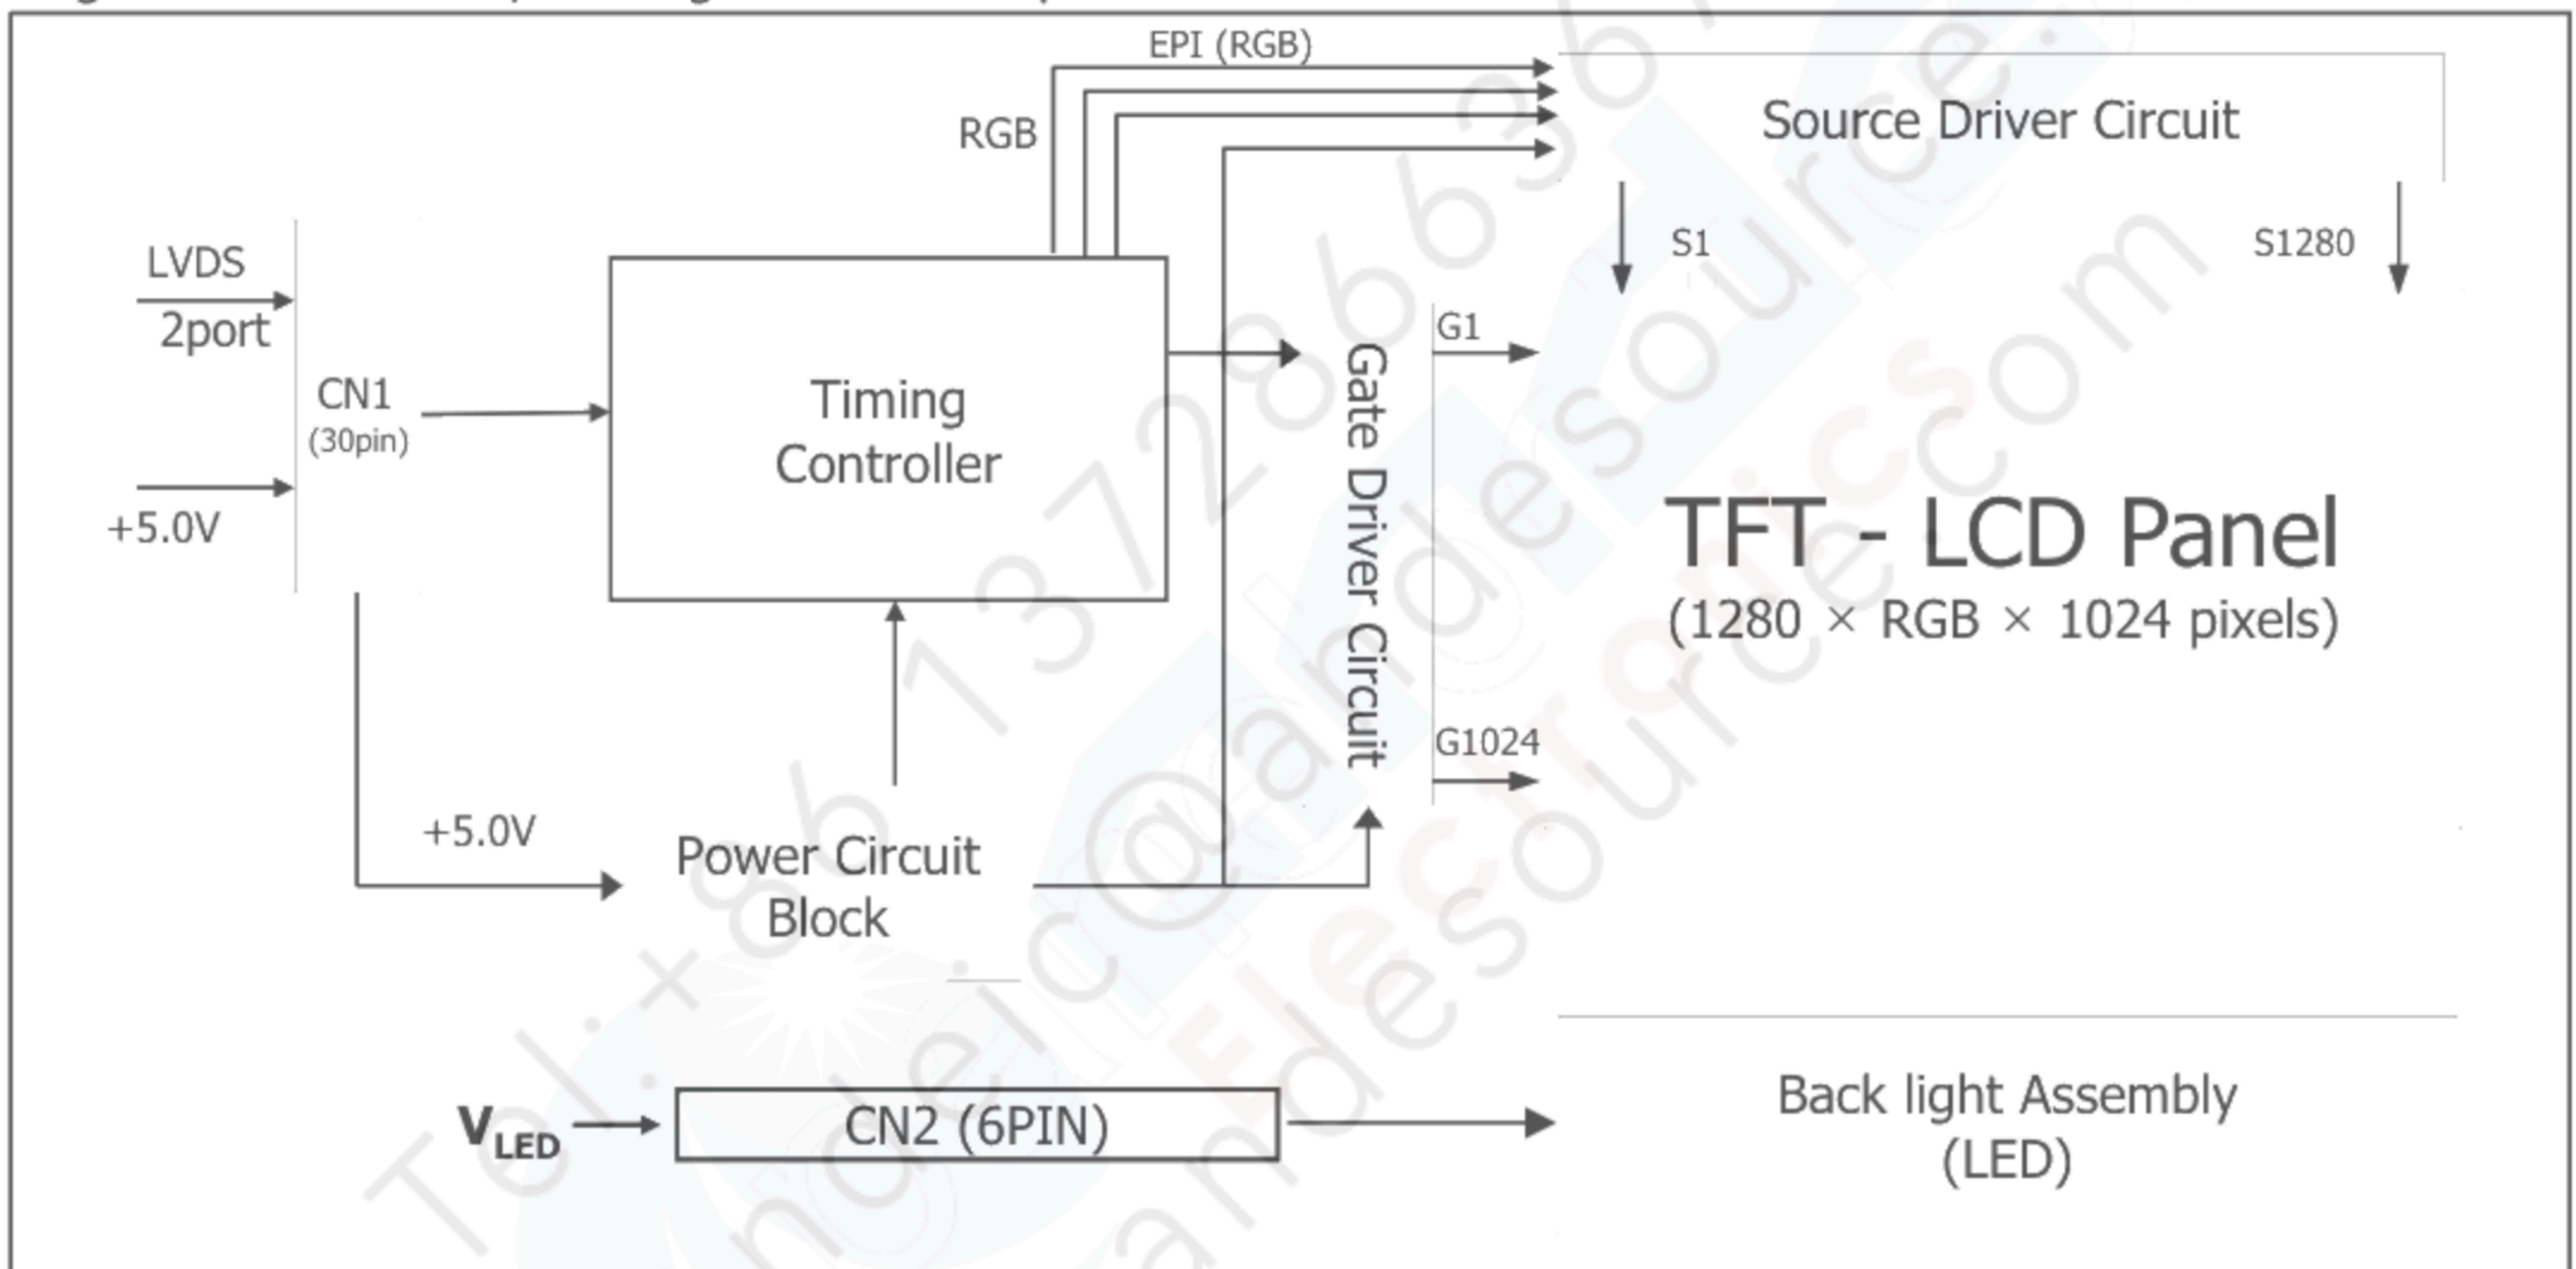 EPI (RGB)
RGB
Source Driver Circuit
LVDS
2port
S1
S1280
G1
CN1
(30pin)
Timing
Controller
Gate Driver Circuit
+5.0V
TFT - LCD Panel
(1280 × RGB × 1024 pixels)
G1024
+5.0V
Power Circuit
Block
Back light Assembly
(LED)
VLED
CN2 (6PIN)